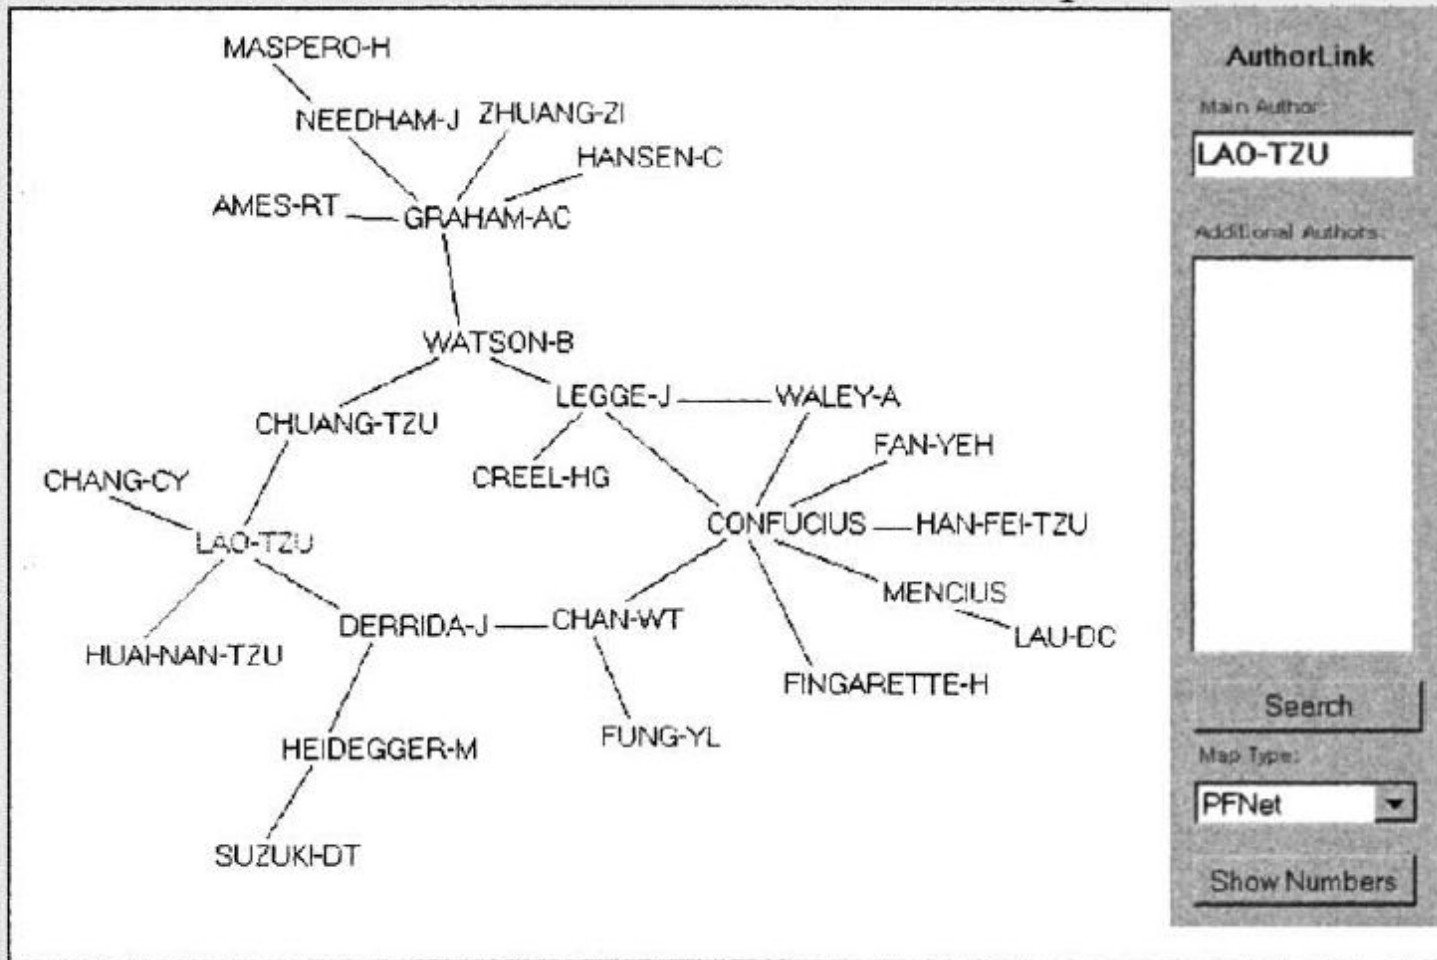 MASPERO-H
NEEDHAM-J
ZHUANG-ZI
HANSEN-C
AMES-RT
GRAHAM-AC
WATSON-B
LEGGE-J
WALEY-A
CHUANG-TZU
FAN-YEH
CREEL-HG
CHANG-CY
CONFUCIUS
HAN-FEI-TZU
LAO-TZU
MENCIUS
DERRIDA-J
CHAN-WT
LAU-DC
HUAI-NAN-TZU
FINGARETTE-H
HEIDEGGER-M
FUNG-YL
SUZUKI-DT
AuthorLink
Main Author:
LAO-TZU
Additional Authors:
Search
Map Type:
PFNet
Show Numbers